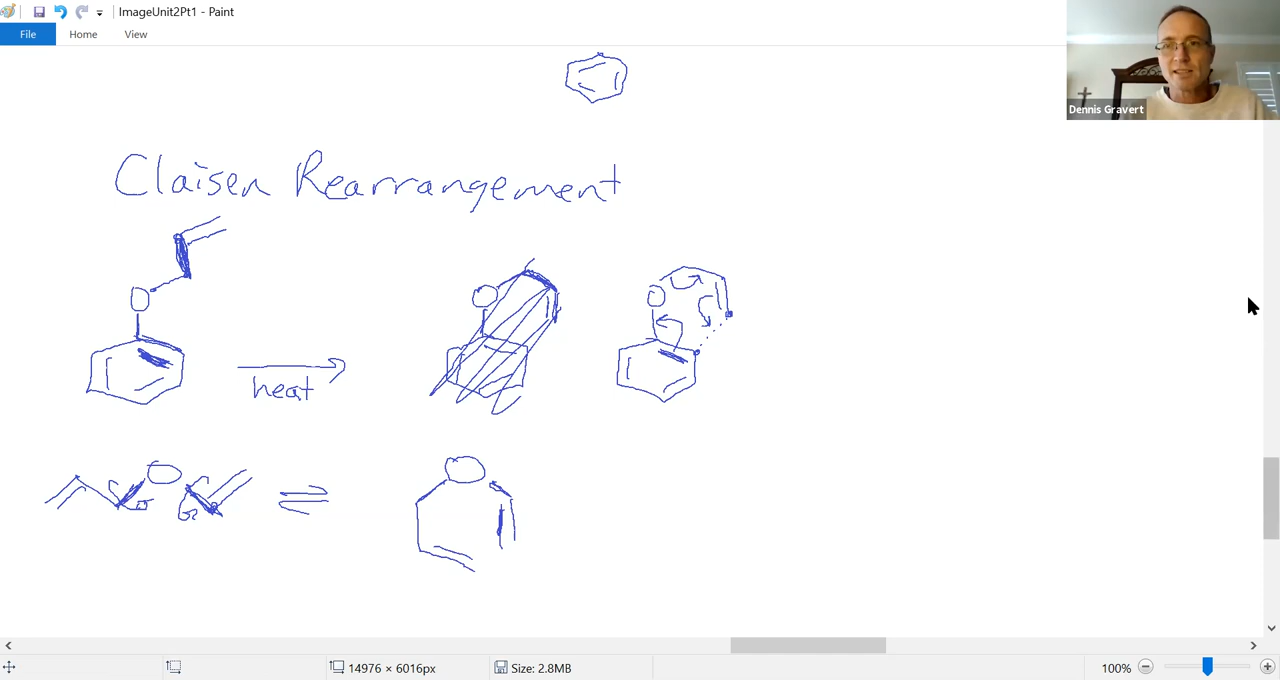 ImageUnit2Pt1 - Paint
File Home View
Dennis Gravert
Claisen Rearrangement
O
O
O
heat
O
O
σ
σ
14976 × 6016px
Size: 2.8MB
100%